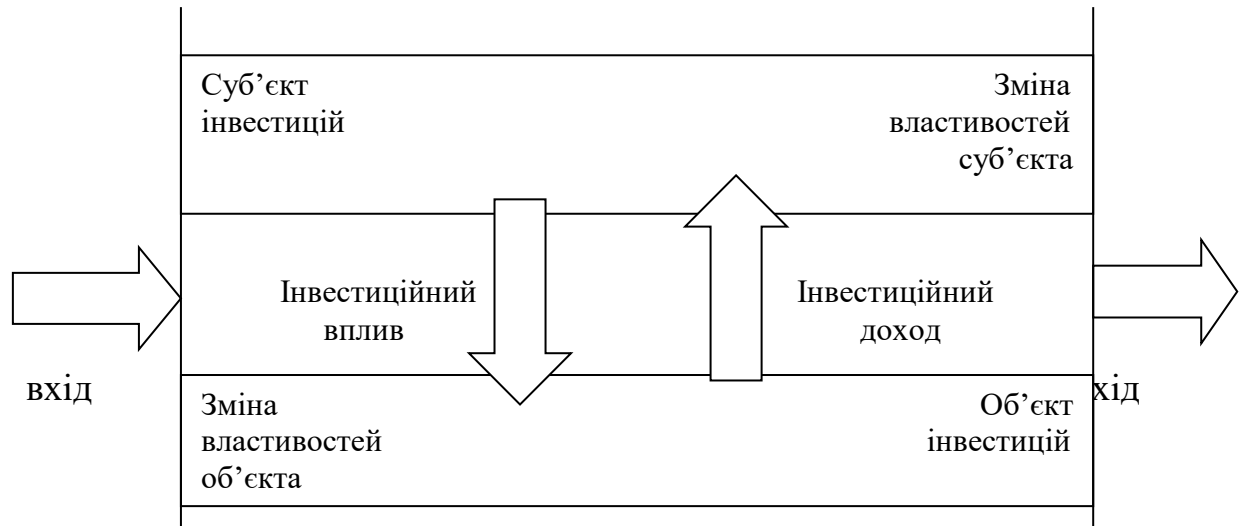 Суб’єкт
інвестицій
Зміна
властивостей
суб’єкта
Інвестиційний
вплив
Інвестиційний
доход
вхід
хід
Зміна
властивостей
об’єкта
Об’єкт
інвестицій